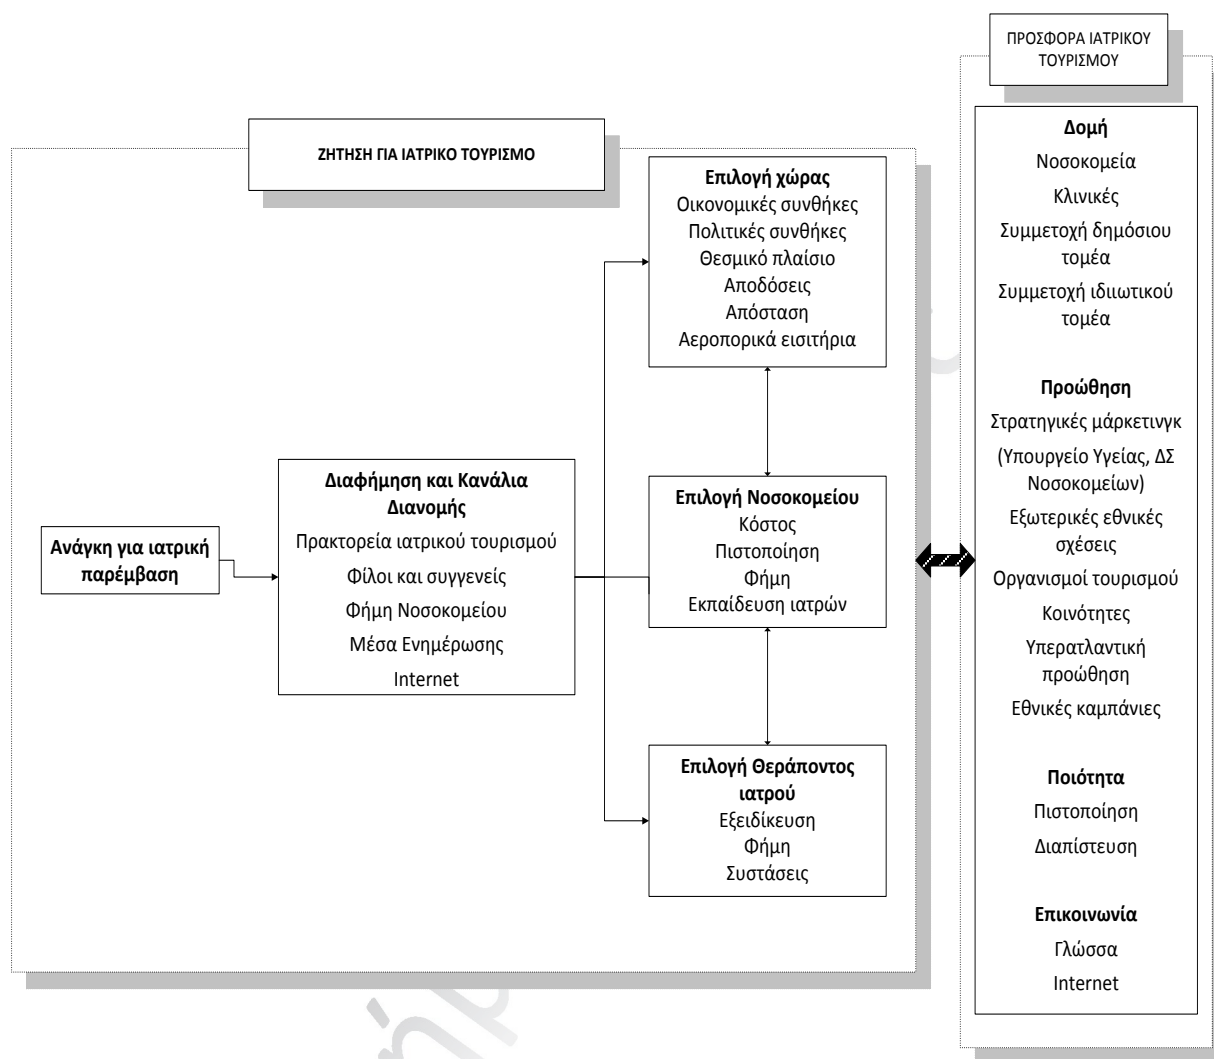 ΖΗΤΗΣΗ ΓΙΑ ΙΑΤΡΙΚΟ ΤΟΥΡΙΣΜΟ
Ανάγκη για ιατρική
παρέμβαση
Διαφήμηση και Κανάλια
Διανομής
Πρακτορεία ιατρικού τουρισμού
Φίλοι και συγγενείς
Φήμη Νοσοκομείου
Μέσα Ενημέρωσης
Internet
Επιλογή χώρας
Οικονομικές συνθήκες
Πολιτικές συνθήκες
Θεσμικό πλαίσιο
Αποδόσεις
Απόσταση
Αεροπορικά εισιτήρια
Επιλογή Νοσοκομείου
Κόστος
Πιστοποίηση
Φήμη
Εκπαίδευση ιατρών
Επιλογή Θεράποντος
ιατρού
Εξειδίκευση
Φήμη
Συστάσεις
ΠΡΟΣΦΟΡΑ ΙΑΤΡΙΚΟΥ
ΤΟΥΡΙΣΜΟΥ
Δομή
Νοσοκομεία
Κλινικές
Συμμετοχή δημόσιου
τομέα
Συμμετοχή ιδιιωτικού
τομέα
Προώθηση
Στρατηγικές μάρκετινγκ
(Υπουργείο Υγείας, ΔΣ
Νοσοκομείων)
Εξωτερικές εθνικές
σχέσεις
Οργανισμοί τουρισμού
Κοινότητες
Υπερατλαντική
προώθηση
Εθνικές καμπάνιες
Ποιότητα
Πιστοποίηση
Διαπίστευση
Επικοινωνία
Γλώσσα
Internet